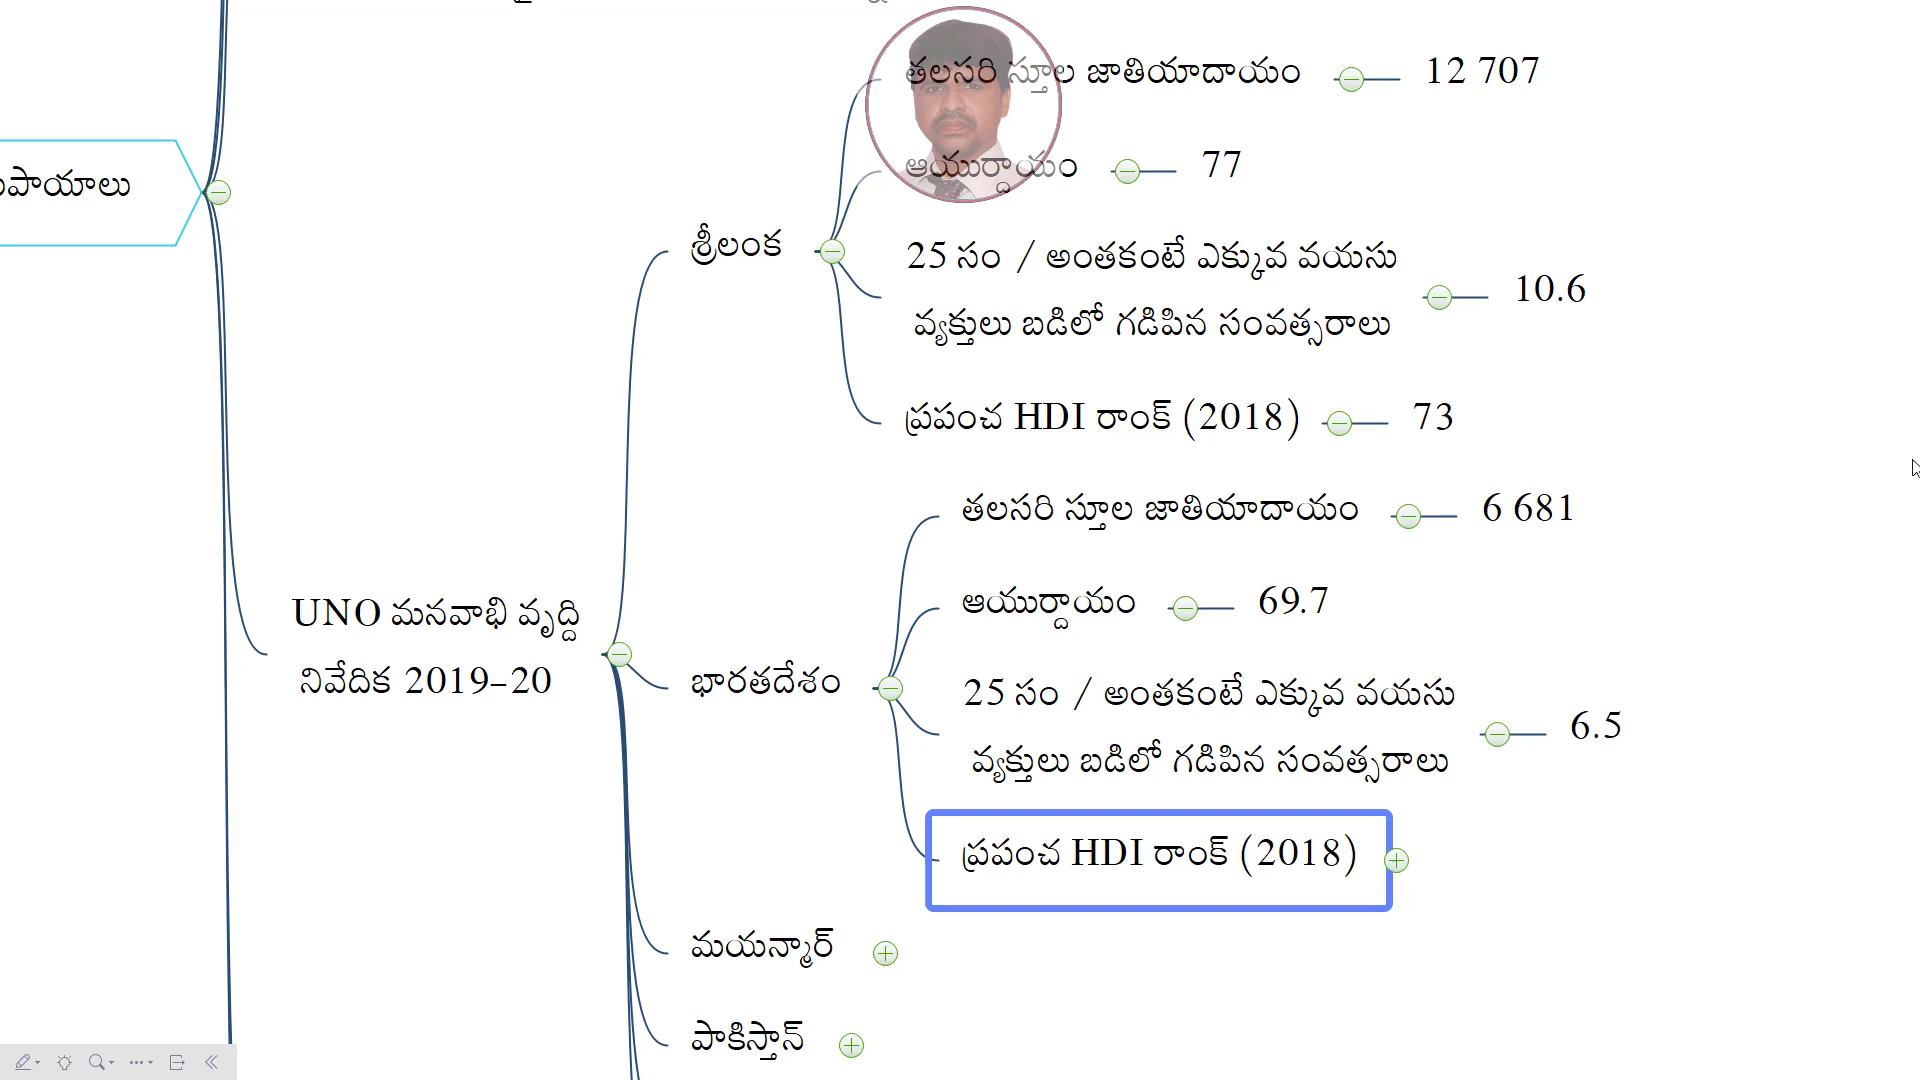 తలసరి స్థూల జాతియాదాయం 12 707
ఆయుర్దాయం 77
25 సం / అంతకంటే ఎక్కువ వయసు
వ్యక్తులు బడిలో గడిపిన సంవత్సరాలు 10.6
శ్రీలంక
ప్రపంచ HDI రాంక్ (2018) 73
తలసరి స్థూల జాతియాదాయం 6 681
ఆయుర్దాయం 69.7
25 సం / అంతకంటే ఎక్కువ వయసు
వ్యక్తులు బడిలో గడిపిన సంవత్సరాలు 6.5
UNO మనవాభి వృద్ది
నివేదిక 2019-20
భారతదేశం
ప్రపంచ HDI రాంక్ (2018)
మయన్మార్
పాకిస్తాన్